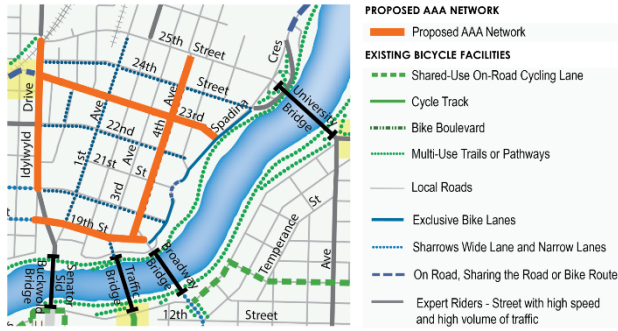 25th
Street
24th
Street
Cres
University
Bridge
Spadina
23rd
22nd
21st
St
1st
Ave
3rd
Ave
4th
Ave
Idylwyld
Drive
19th St
Senator
Sid
Buckwold
Bridge
Traffic
Bridge
Broadway
Bridge
Temperance
St
Ave
12th
Street
PROPOSED AAA NETWORK
Proposed AAA Network
EXISTING BICYCLE FACILITIES
Shared-Use On-Road Cycling Lane
Cycle Track
Bike Boulevard
Multi-Use Trails or Pathways
Local Roads
Exclusive Bike Lanes
Sharrows Wide Lane and Narrow Lanes
On Road, Sharing the Road or Bike Route
Expert Riders - Street with high speed
and high volume of traffic